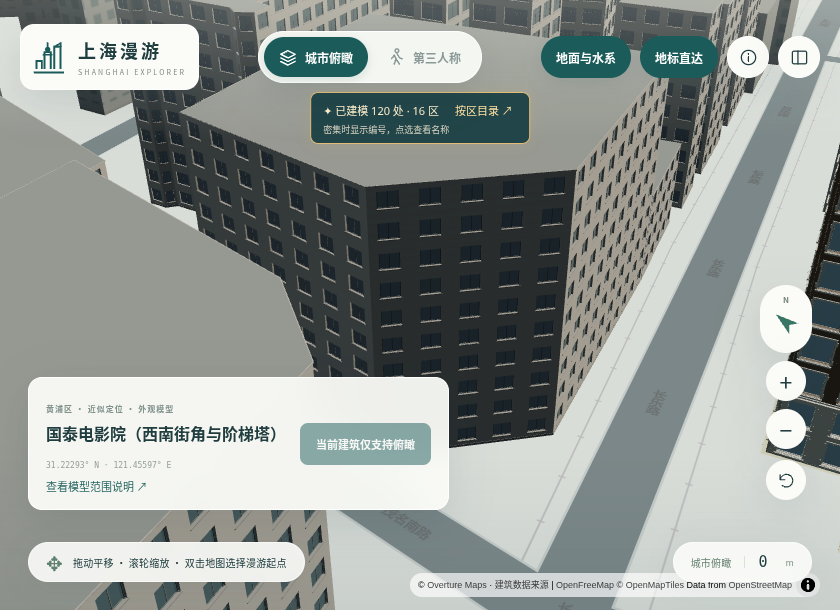 上海漫游
SHANGHAI EXPLORER
城市俯瞰
第三人称
地面与水系
地标直达
✦ 已建模 120 处 · 16 区 按区目录 ↗
密集时显示编号，点选查看名称
N
黄浦区 · 近似定位 · 外观模型
国泰电影院（西南街角与阶梯塔）
当前建筑仅支持俯瞰
31.22293° N · 121.45597° E
查看模型范围说明 ↗
茂名南路
拖动平移 · 滚轮缩放 · 双击地图选择漫游起点
城市俯瞰 0 m
© Overture Maps · 建筑数据来源 | OpenFreeMap © OpenMapTiles Data from OpenStreetMap